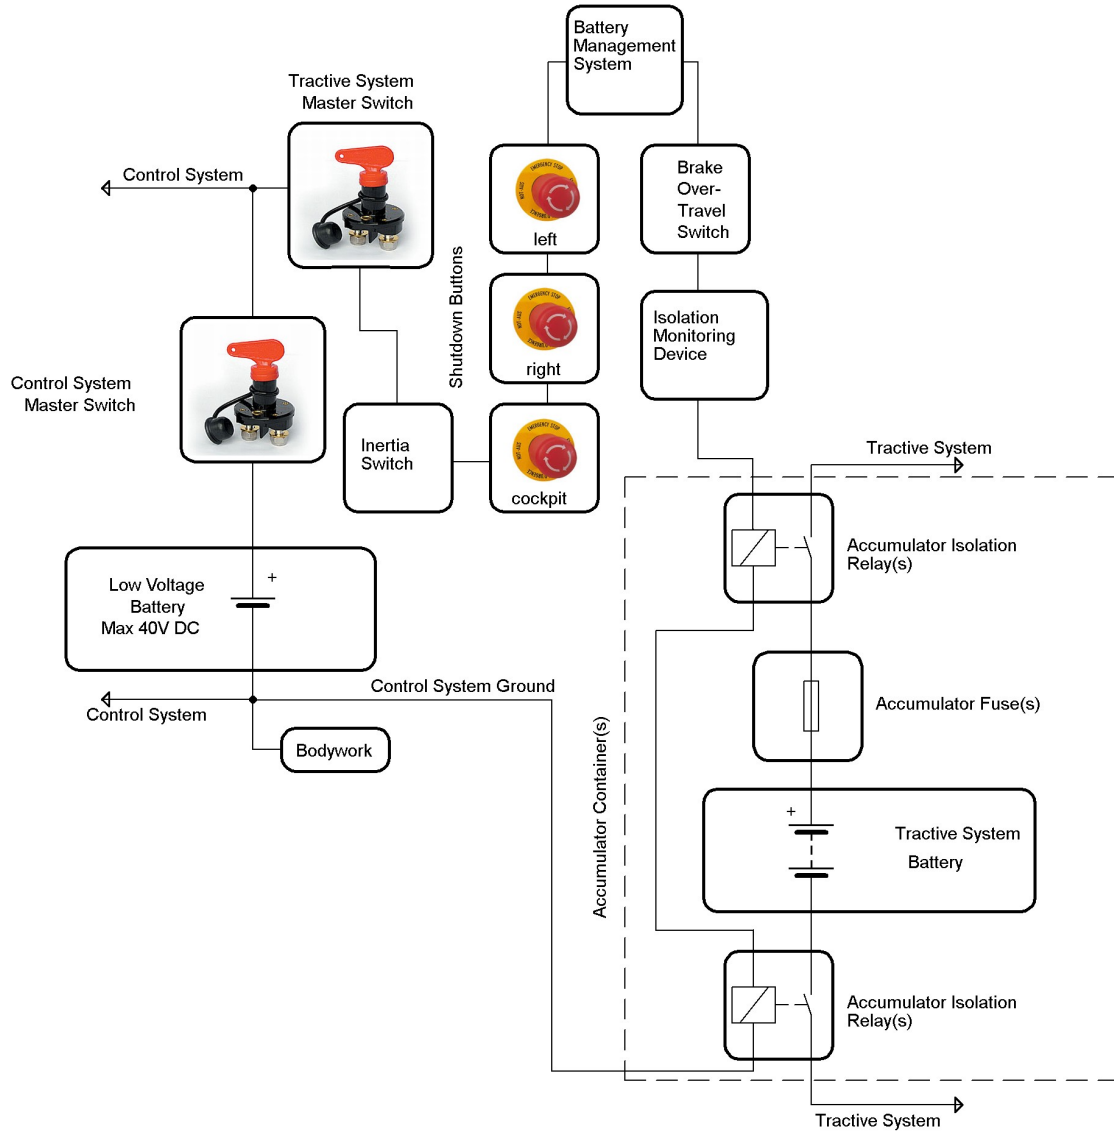 Battery
Management
System
Tractive System
Master Switch
Control System
left
Brake
Over-
Travel
Switch
Shutdown Buttons
right
Isolation
Monitoring
Device
Control System
Master Switch
Inertia
Switch
cockpit
Tractive System
Accumulator Isolation
Relay(s)
+
Low Voltage
Battery
Max 40V DC
Control System Ground
Control System
Bodywork
Accumulator Fuse(s)
Accumulator Container(s)
+
Tractive System
Battery
Accumulator Isolation
Relay(s)
Tractive System